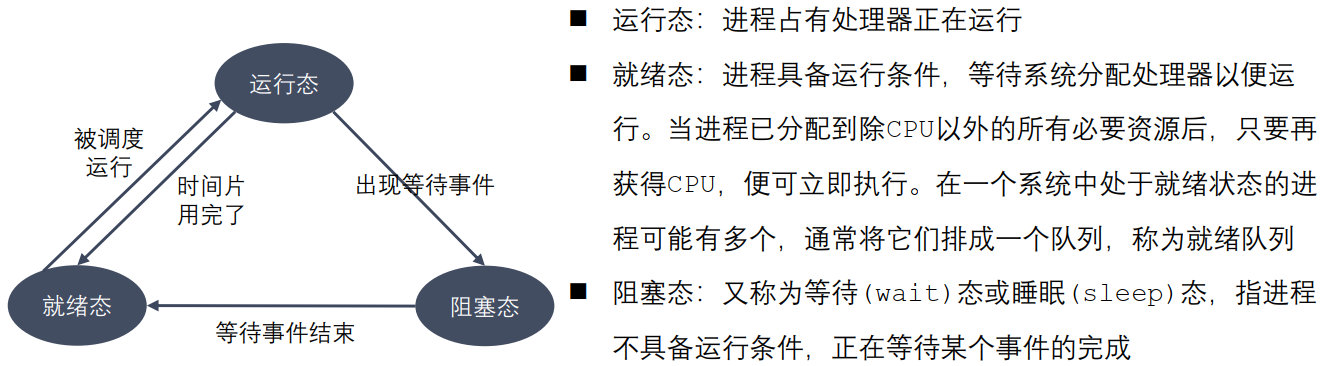 运行态
被调度
运行
时间片
用完了
出现等待事件
就绪态
阻塞态
等待事件结束
■ 运行态：进程占有处理器正在运行
■ 就绪态：进程具备运行条件，等待系统分配处理器以便运
行。当进程已分配到除CPU以外的所有必要资源后，只要再
获得CPU，便可立即执行。在一个系统中处于就绪状态的进
程可能有多个，通常将它们排成一个队列，称为就绪队列
■ 阻塞态：又称为等待(wait)态或睡眠(sleep)态，指进程
不具备运行条件，正在等待某个事件的完成